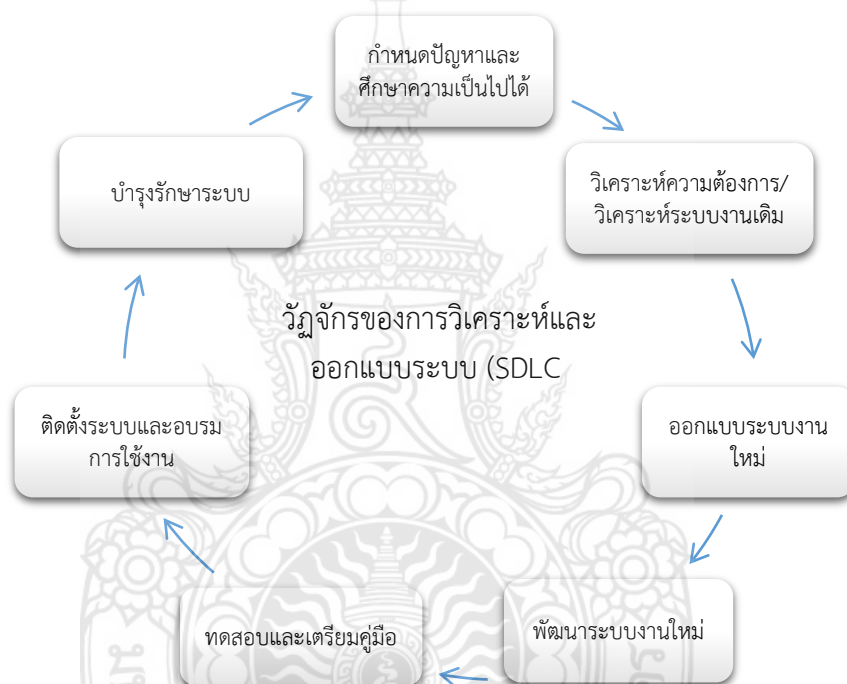 กำหนดปัญหาและ
ศึกษาความเป็นไปได้
วิเคราะห์ความต้องการ/
วิเคราะห์ระบบงานเดิม
บำรุงรักษาระบบ
วัฏจักรของการวิเคราะห์และ
ออกแบบระบบ (SDLC
ติดตั้งระบบและอบรม
การใช้งาน
ออกแบบระบบงาน
ใหม่
ทดสอบและเตรียมคู่มือ
พัฒนาระบบงานใหม่